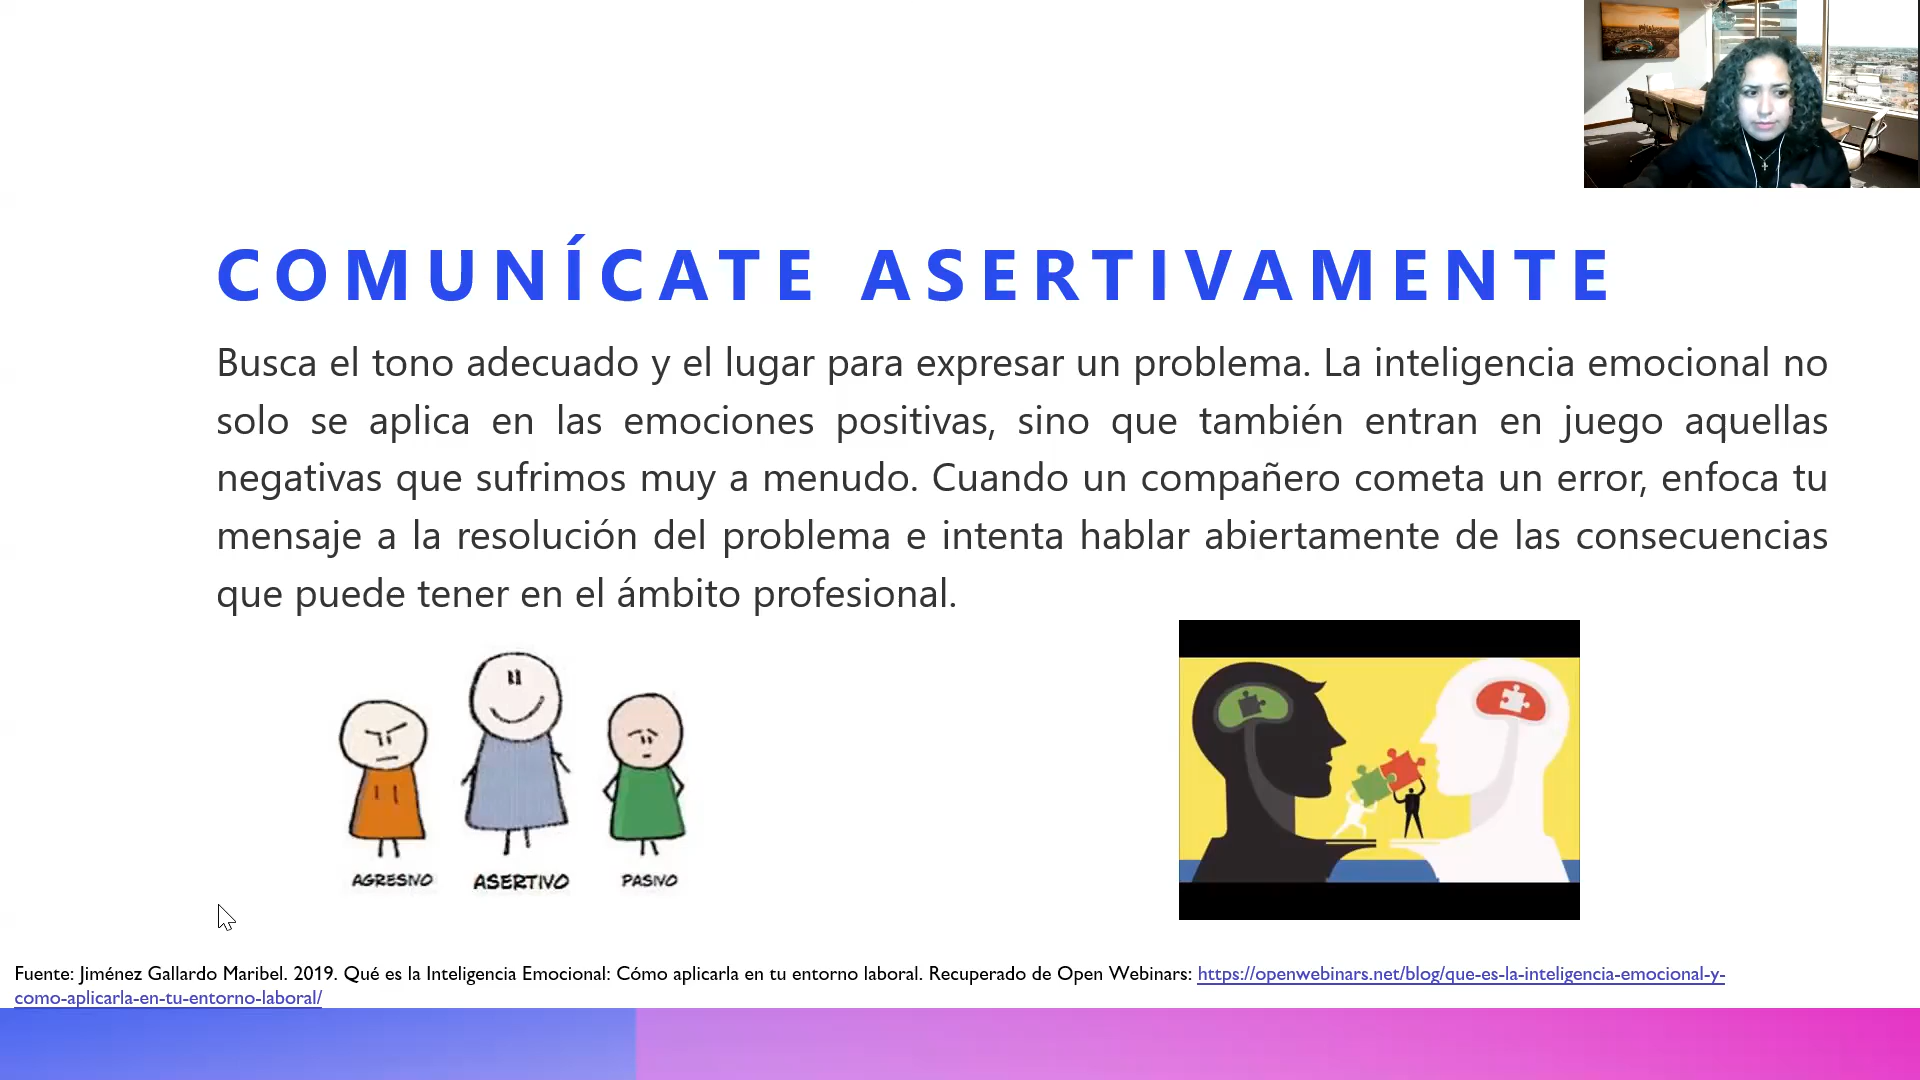 COMUNÍCATE ASERTIVAMENTE
Busca el tono adecuado y el lugar para expresar un problema. La inteligencia emocional no
solo se aplica en las emociones positivas, sino que también entran en juego aquellas
negativas que sufrimos muy a menudo. Cuando un compañero cometa un error, enfoca tu
mensaje a la resolución del problema e intenta hablar abiertamente de las consecuencias
que puede tener en el ámbito profesional.
AGRESIVO ASERTIVO PASIVO
Fuente: Jiménez Gallardo Maribel. 2019. Qué es la Inteligencia Emocional: Cómo aplicarla en tu entorno laboral. Recuperado de Open Webinars: https://openwebinars.net/blog/que-es-la-inteligencia-emocional-y-
como-aplicarla-en-tu-entorno-laboral/